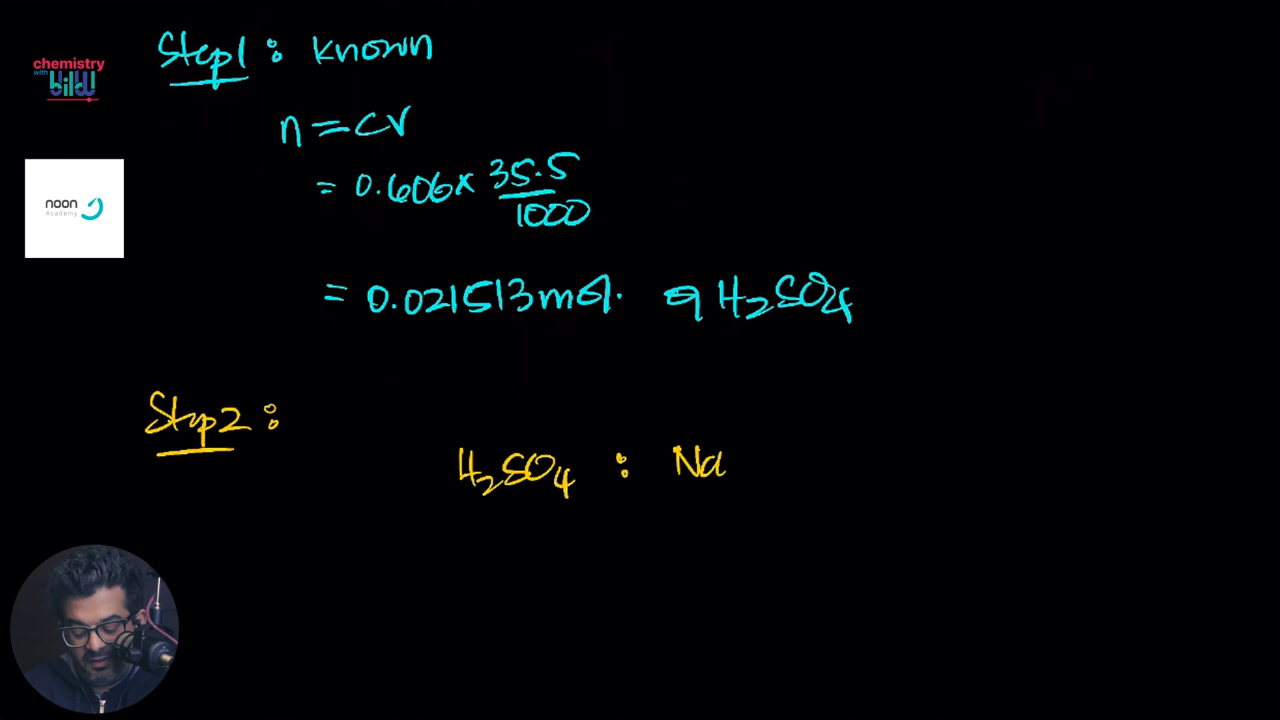 Step1 : Known
chemistry
with
bilal
n = CV
= 0.606 × 35.5
1000
noon
Academy
= 0.021513 mol. of H₂SO₄
Step2 :
H₂SO₄ : Na